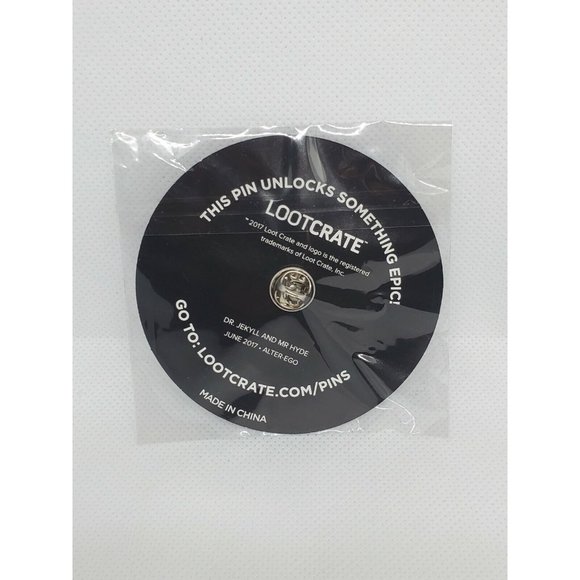 THIS PIN UNLOCKS SOMETHING EPIC!
LOOTCRATE™
™ 2017 Loot Crate and logo is the registered
trademarks of Loot Crate, Inc.
DR. JEKYLL AND MR HYDE
JUNE 2017 • ALTER-EGO
GO TO: LOOTCRATE.COM/PINS
MADE IN CHINA